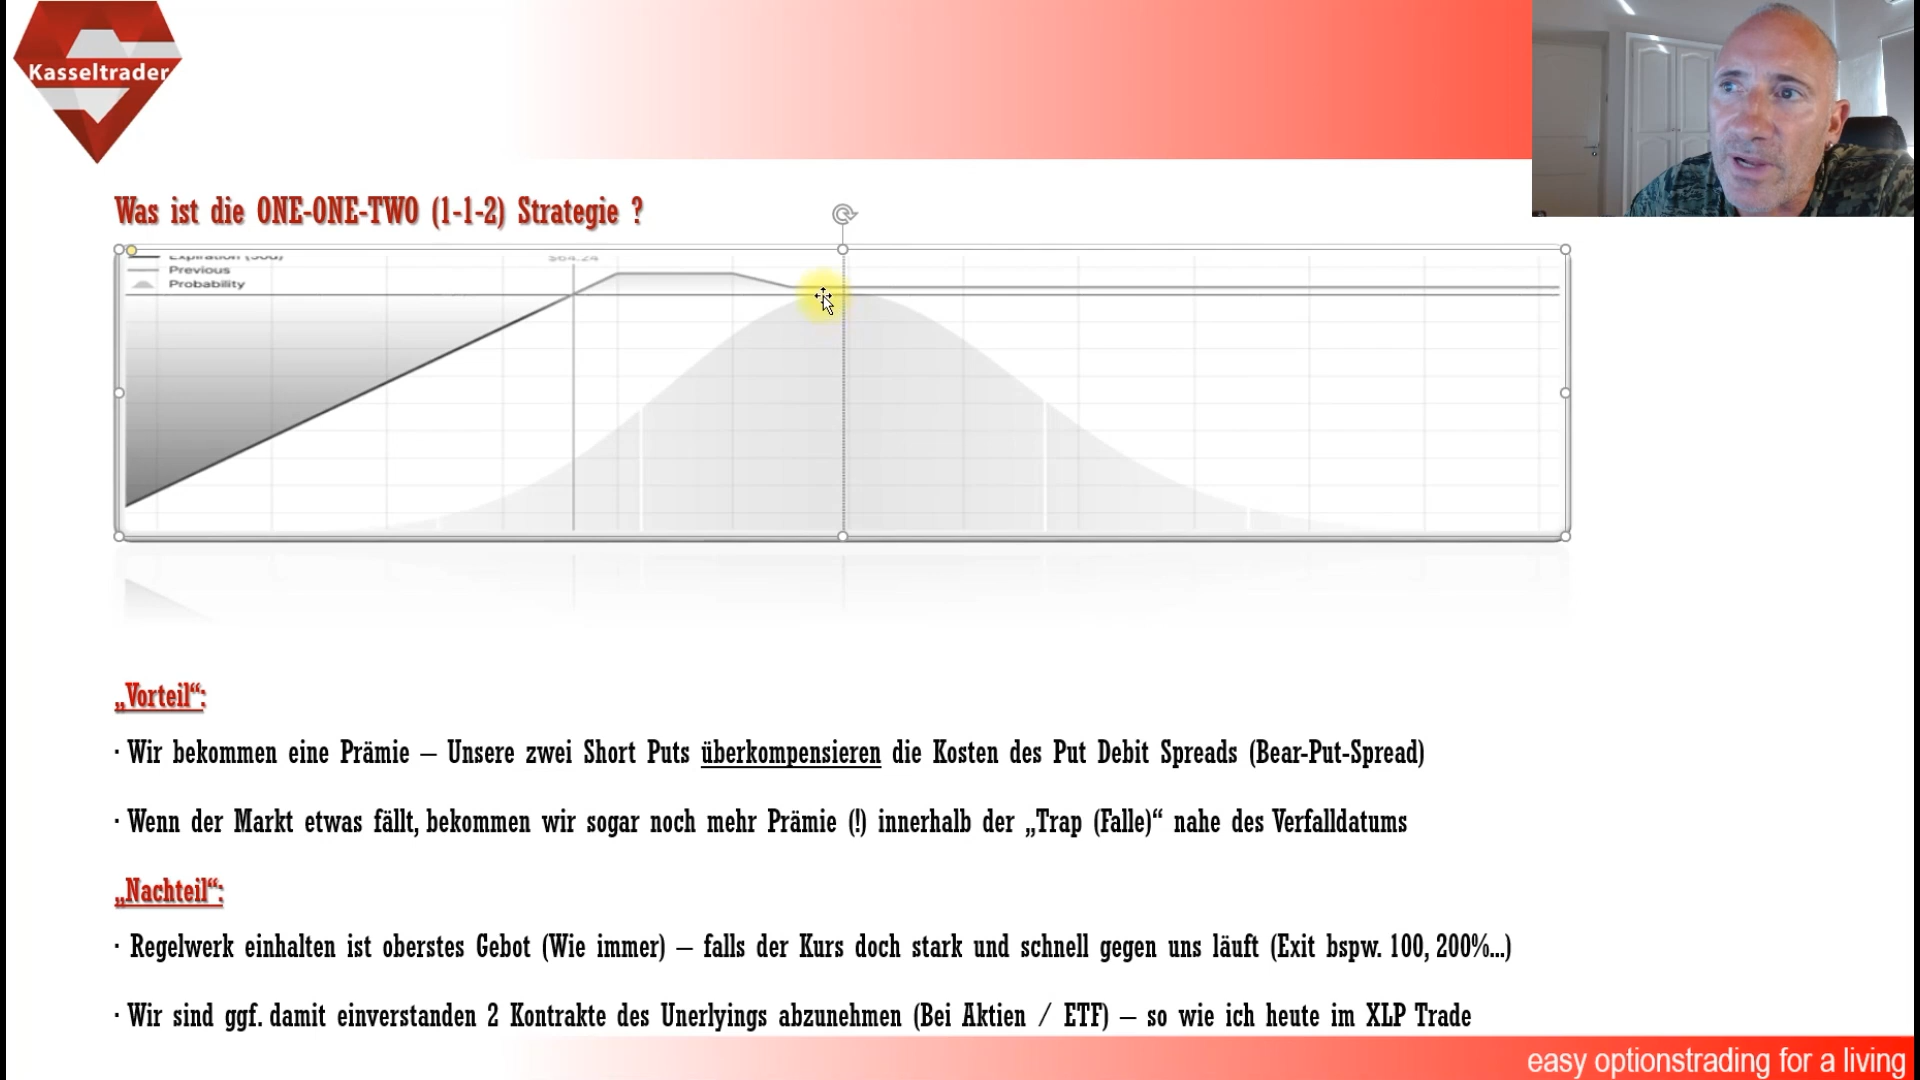 Kasseltrader
Was ist die ONE-ONE-TWO (1-1-2) Strategie ?
Expiration (50d)
$64.24
Previous
Probability
„Vorteil“:
· Wir bekommen eine Prämie – Unsere zwei Short Puts überkompensieren die Kosten des Put Debit Spreads (Bear-Put-Spread)
· Wenn der Markt etwas fällt, bekommen wir sogar noch mehr Prämie (!) innerhalb der „Trap (Falle)“ nahe des Verfalldatums
„Nachteil“:
· Regelwerk einhalten ist oberstes Gebot (Wie immer) – falls der Kurs doch stark und schnell gegen uns läuft (Exit bspw. 100, 200%...)
· Wir sind ggf. damit einverstanden 2 Kontrakte des Unerlyings abzunehmen (Bei Aktien / ETF) – so wie ich heute im XLP Trade
easy optionstrading for a living